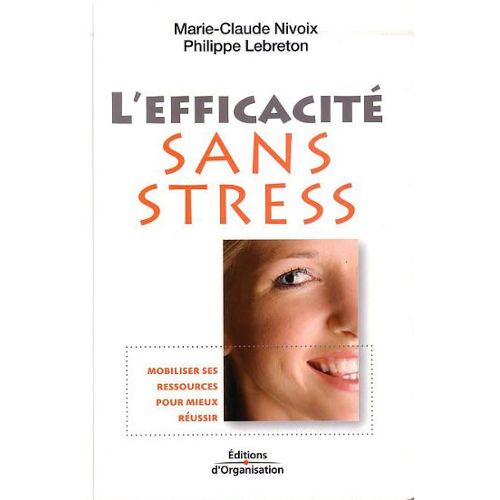 Marie-Claude Nivoix
Philippe Lebreton
L'EFFICACITÉ
SANS
STRESS
MOBILISER SES
RESSOURCES
POUR MIEUX
RÉUSSIR
Éditions
d'Organisation